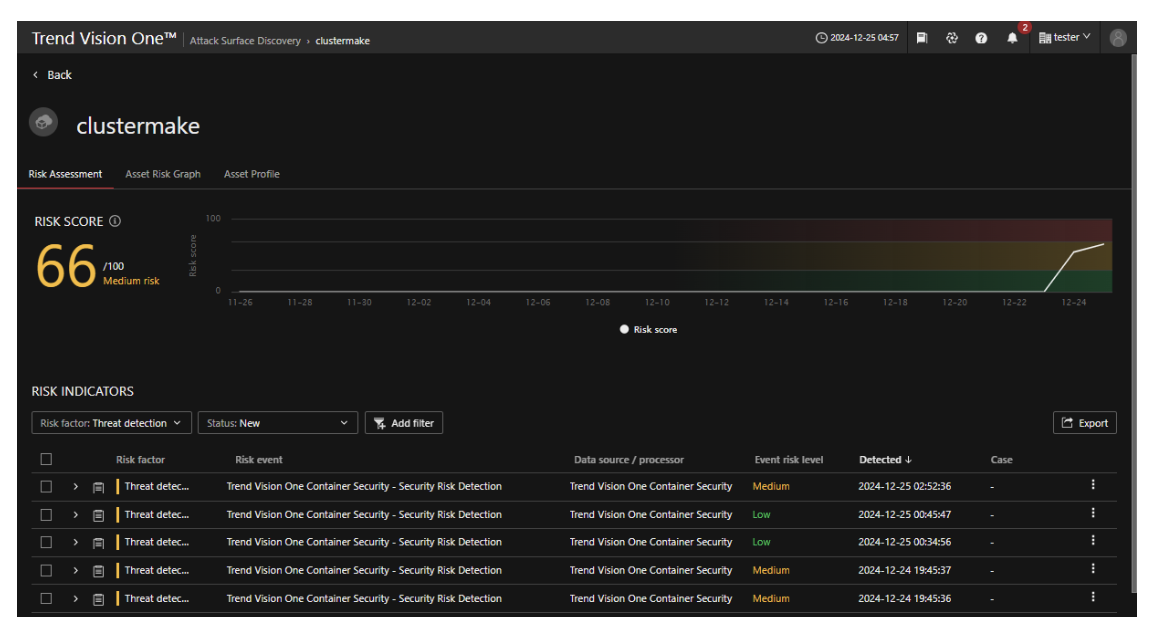 Trend Vision One™ | Attack Surface Discovery › clustermake 2024-12-25 04:57 2 tester
‹ Back
clustermake
Risk Assessment Asset Risk Graph Asset Profile
RISK SCORE
66 /100 Medium risk
Risk score
100
0
11-26 11-28 11-30 12-02 12-04 12-06 12-08 12-10 12-12 12-14 12-16 12-18 12-20 12-22 12-24
Risk score
RISK INDICATORS
Risk factor: Threat detection Status: New Add filter Export
Risk factor Risk event Data source / processor Event risk level Detected ↓ Case
Threat detec... Trend Vision One Container Security - Security Risk Detection Trend Vision One Container Security Medium 2024-12-25 02:52:36 -
Threat detec... Trend Vision One Container Security - Security Risk Detection Trend Vision One Container Security Low 2024-12-25 00:45:47 -
Threat detec... Trend Vision One Container Security - Security Risk Detection Trend Vision One Container Security Low 2024-12-25 00:34:56 -
Threat detec... Trend Vision One Container Security - Security Risk Detection Trend Vision One Container Security Medium 2024-12-24 19:45:37 -
Threat detec... Trend Vision One Container Security - Security Risk Detection Trend Vision One Container Security Medium 2024-12-24 19:45:36 -